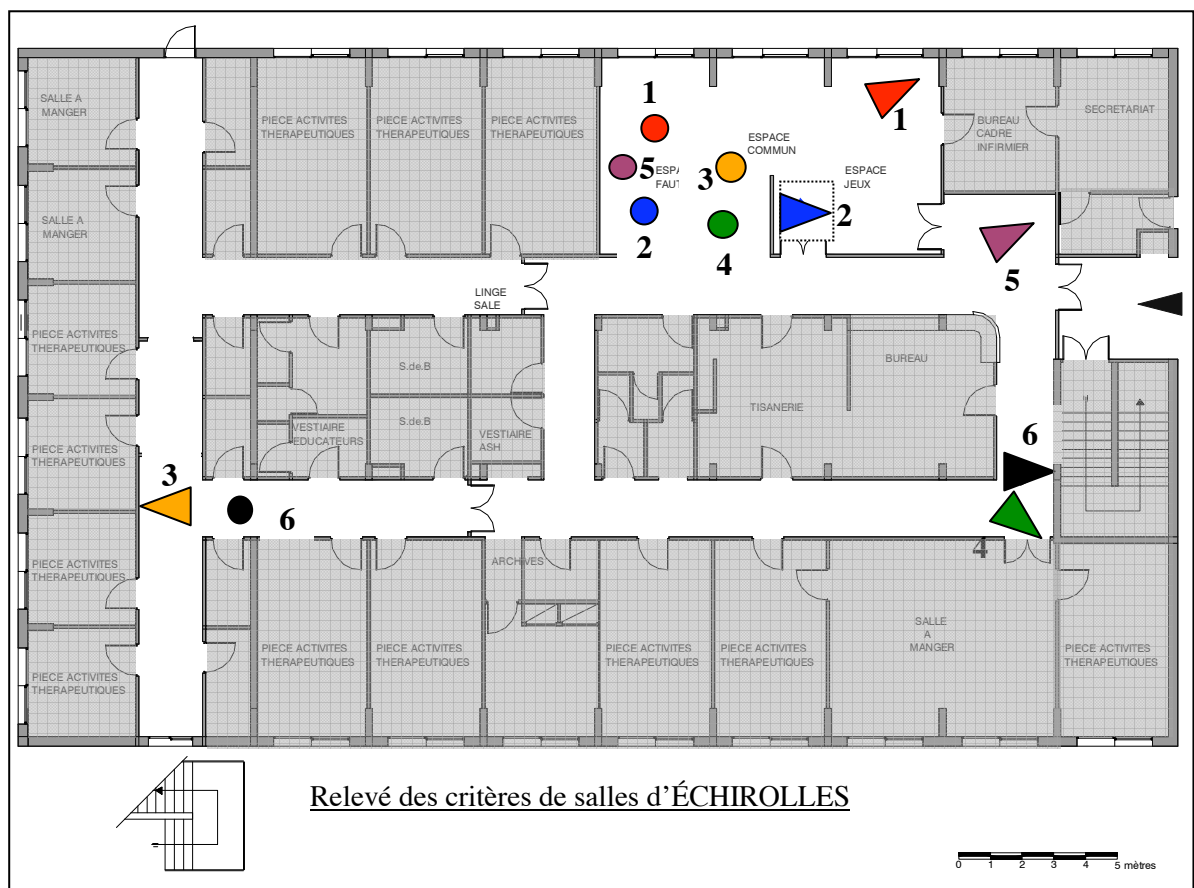 SALLE A
MANGER
PIECE ACTIVITES
THERAPEUTIQUES
PIECE ACTIVITES
THERAPEUTIQUES
PIECE ACTIVITES
THERAPEUTIQUES
1
5
ESPA
FAUT
2
3
ESPACE
COMMUN
4
ESPACE
JEUX
1
2
BUREAU
CADRE
INFIRMIER
SECRETARIAT
5
SALLE A
MANGER
LINGE
SALE
PIECE ACTIVITES
THERAPEUTIQUES
S.de.B
BUREAU
PIECE ACTIVITES
THERAPEUTIQUES
VESTIAIRE
EDUCATEURS
S.de.B
VESTIAIRE
ASH
TISANERIE
6
3
6
PIECE ACTIVITES
THERAPEUTIQUES
ARCHIVES
4
PIECE ACTIVITES
THERAPEUTIQUES
PIECE ACTIVITES
THERAPEUTIQUES
PIECE ACTIVITES
THERAPEUTIQUES
PIECE ACTIVITES
THERAPEUTIQUES
PIECE ACTIVITES
THERAPEUTIQUES
SALLE
A
MANGER
PIECE ACTIVITES
THERAPEUTIQUES
Relevé des critères de salles d’ÉCHIROLLES
0 1 2 3 4 5 mètres